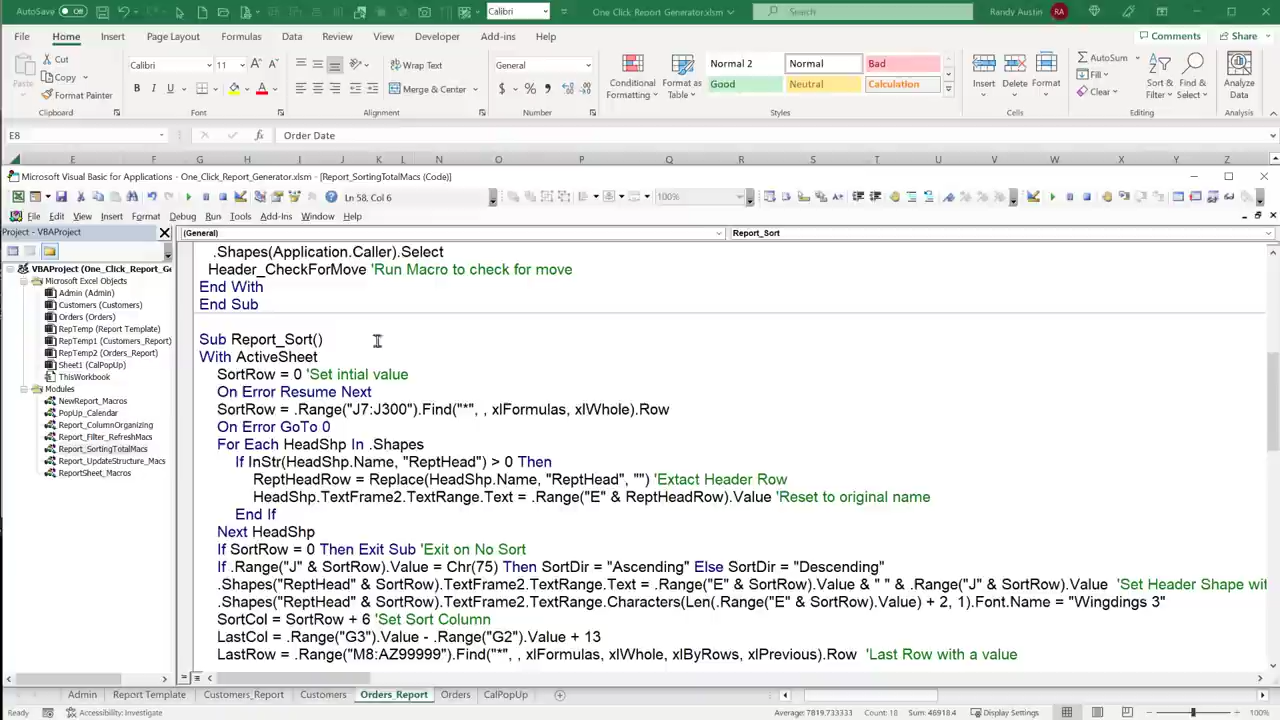 AutoSave Off Calibri One Click Report Generator.xlsm Search Randy Austin RA
File Home Insert Page Layout Formulas Data Review View Developer Add-ins Help Comments Share
Cut Calibri 11 Wrap Text General Normal 2 Normal Bad AutoSum
Copy Good Neutral Calculation Fill
Paste Format Painter Merge & Center Conditional Formatting Format as Table Insert Delete Format Clear Sort & Filter Find & Select Analyze Data
Clipboard Font Alignment Number Styles Cells Editing Analysis
E8 fx Order Date
E F G H I J K L N O P Q R S T U V W X Y Z
Microsoft Visual Basic for Applications - One_Click_Report_Generator.xlsm - [Report_SortingTotalMacs (Code)]
Ln 58, Col 6 100%
File Edit View Insert Format Debug Run Tools Add-Ins Window Help
Project - VBAProject (General) Report_Sort
VBAProject (One_Click_Report_Ge
Microsoft Excel Objects
Admin (Admin)
Customers (Customers)
Orders (Orders)
RepTemp (Report Template)
RepTemp1 (Customers_Report)
RepTemp2 (Orders_Report)
Sheet1 (CalPopUp)
ThisWorkbook
Modules
NewReport_Macros
PopUp_Calendar
Report_ColumnOrganizing
Report_Filter_RefreshMacs
Report_SortingTotalMacs
Report_UpdateStructure_Macs
ReportSheet_Macros
.Shapes(Application.Caller).Select
Header_CheckForMove 'Run Macro to check for move
End With
End Sub
Sub Report_Sort()
With ActiveSheet
SortRow = 0 'Set intial value
On Error Resume Next
SortRow = .Range("J7:J300").Find("*", , xlFormulas, xlWhole).Row
On Error GoTo 0
For Each HeadShp In .Shapes
If InStr(HeadShp.Name, "ReptHead") > 0 Then
ReptHeadRow = Replace(HeadShp.Name, "ReptHead", "") 'Extact Header Row
HeadShp.TextFrame2.TextRange.Text = .Range("E" & ReptHeadRow).Value 'Reset to original name
End If
Next HeadShp
If SortRow = 0 Then Exit Sub 'Exit on No Sort
If .Range("J" & SortRow).Value = Chr(75) Then SortDir = "Ascending" Else SortDir = "Descending"
.Shapes("ReptHead" & SortRow).TextFrame2.TextRange.Text = .Range("E" & SortRow).Value & " " & .Range("J" & SortRow).Value 'Set Header Shape wit
.Shapes("ReptHead" & SortRow).TextFrame2.TextRange.Characters(Len(.Range("E" & SortRow).Value) + 2, 1).Font.Name = "Wingdings 3"
SortCol = SortRow + 6 'Set Sort Column
LastCol = .Range("G3").Value - .Range("G2").Value + 13
LastRow = .Range("M8:AZ99999").Find("*", , xlFormulas, xlWhole, xlByRows, xlPrevious).Row 'Last Row with a value
Admin Report Template Customers_Report Customers Orders_Report Orders CalPopUp
Ready Accessibility: Investigate Average: 7819.733333 Count: 18 Sum: 46918.4 Display Settings 100%